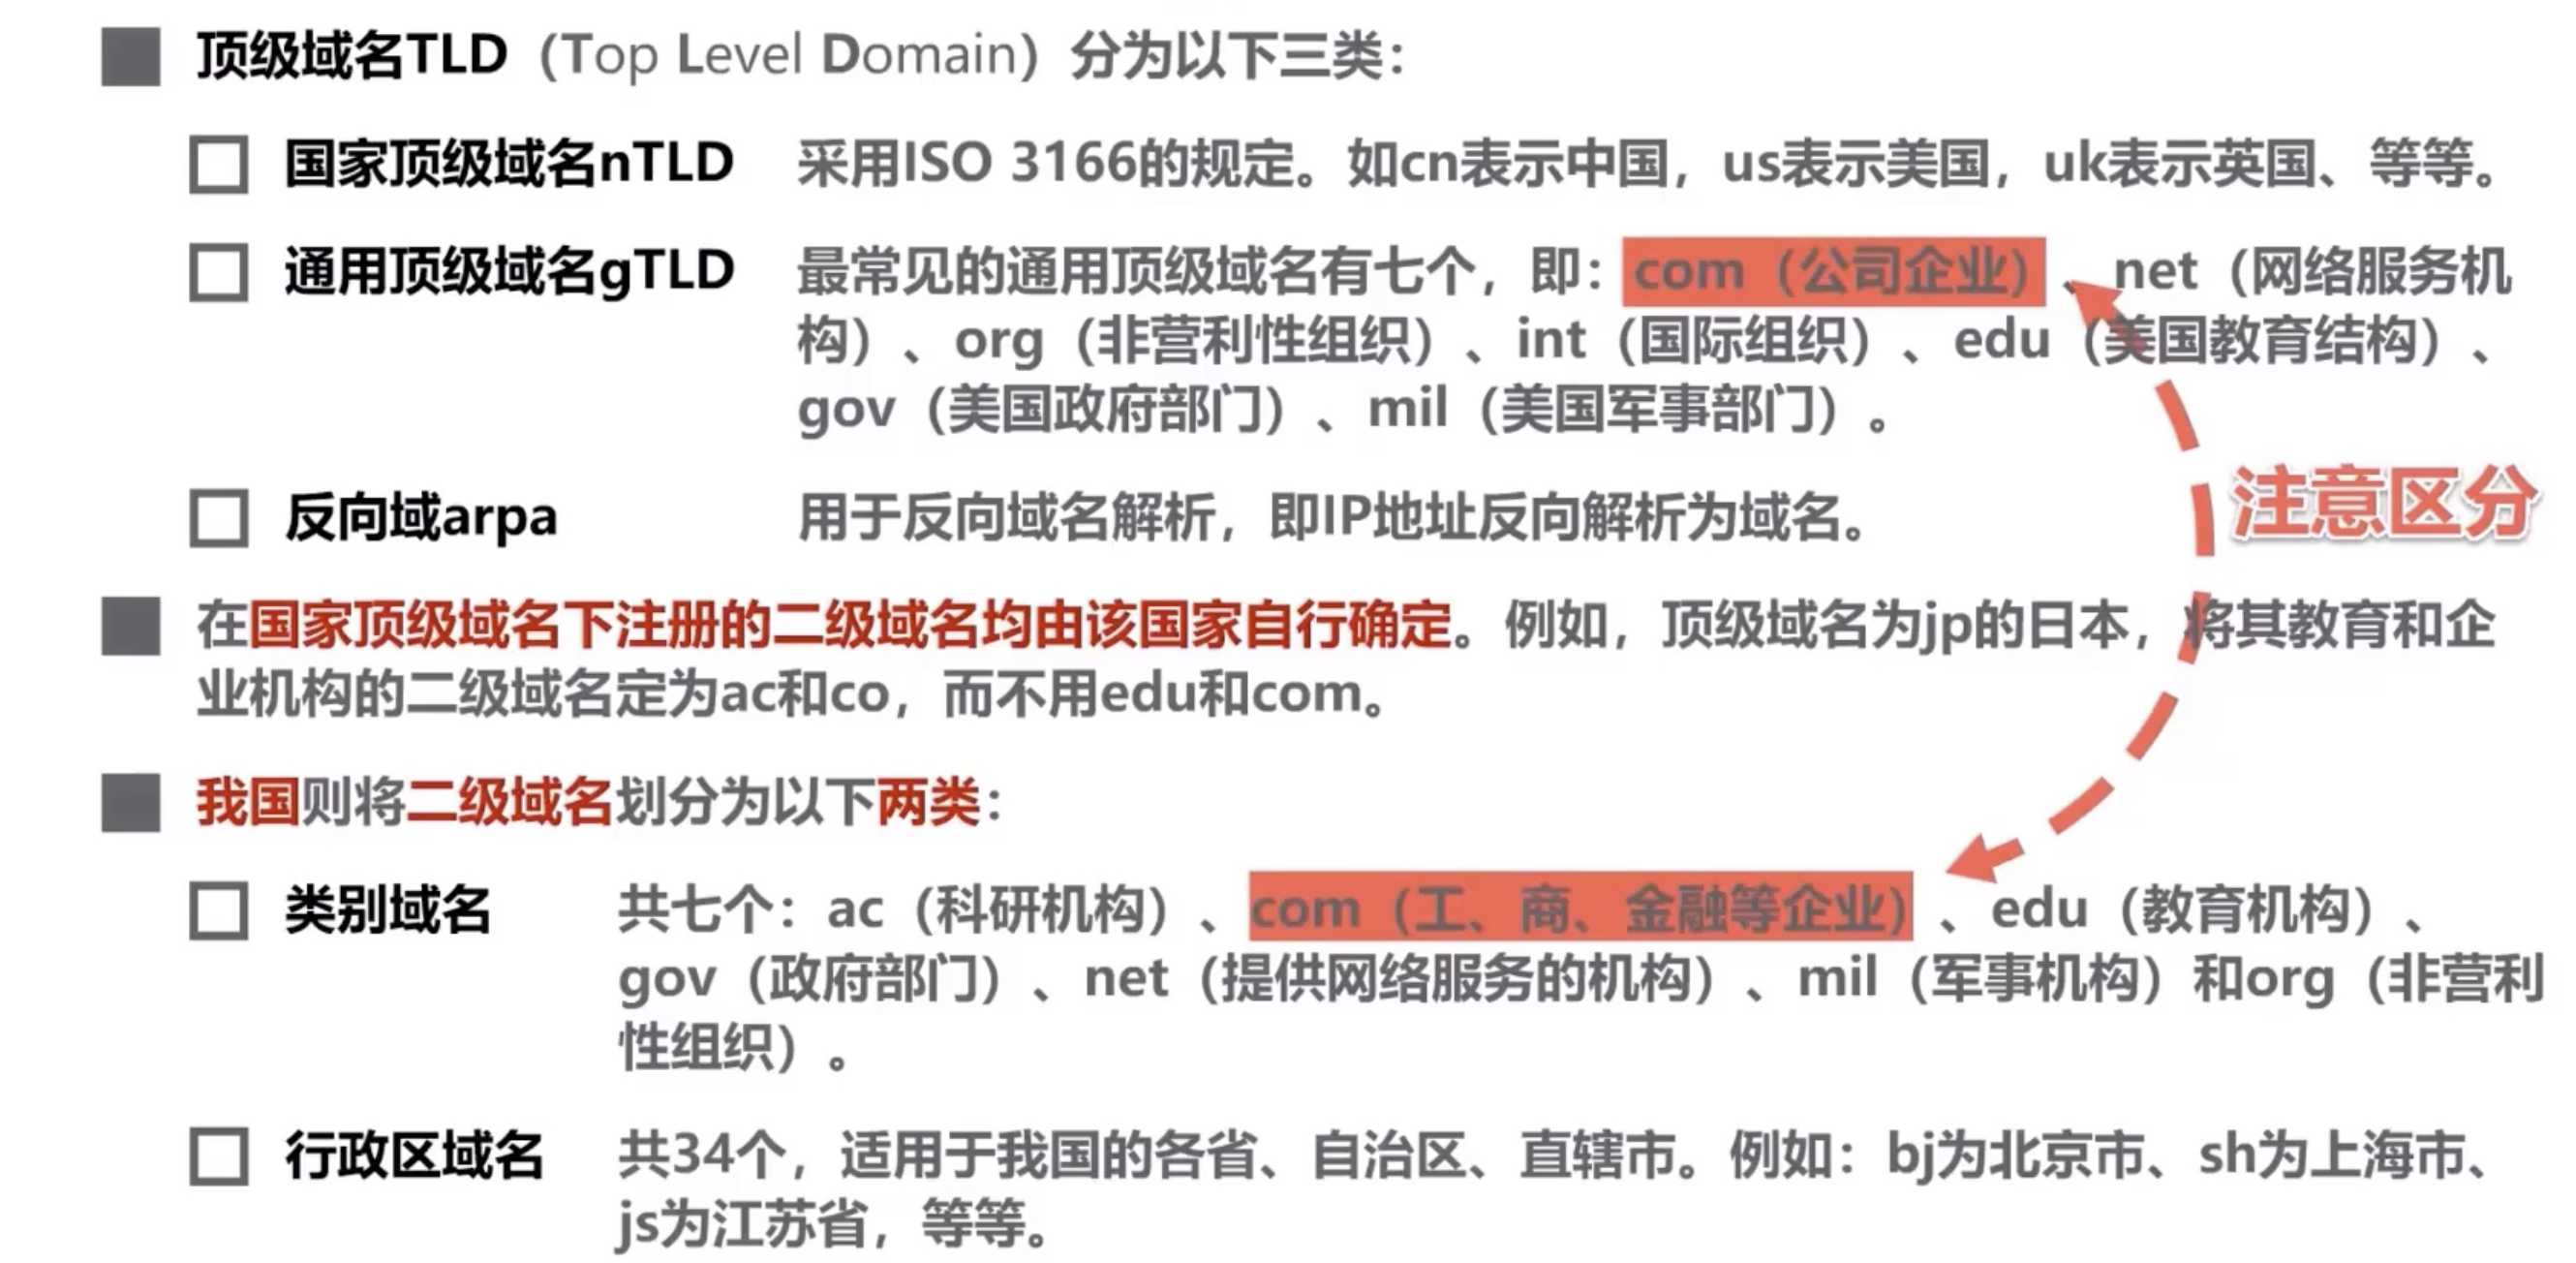 顶级域名TLD（Top Level Domain）分为以下三类：
国家顶级域名nTLD 采用ISO 3166的规定。如cn表示中国，us表示美国，uk表示英国、等等。
通用顶级域名gTLD 最常见的通用顶级域名有七个，即：com（公司企业）、net（网络服务机
构）、org（非营利性组织）、int（国际组织）、edu（美国教育结构）、
gov（美国政府部门）、mil（美国军事部门）。
注意区分
反向域arpa 用于反向域名解析，即IP地址反向解析为域名。
在国家顶级域名下注册的二级域名均由该国家自行确定。例如，顶级域名为jp的日本，将其教育和企
业机构的二级域名定为ac和co，而不用edu和com。
我国则将二级域名划分为以下两类：
类别域名 共七个：ac（科研机构）、com（工、商、金融等企业）、edu（教育机构）、
gov（政府部门）、net（提供网络服务的机构）、mil（军事机构）和org（非营利
性组织）。
行政区域名 共34个，适用于我国的各省、自治区、直辖市。例如：bj为北京市、sh为上海市、
js为江苏省，等等。